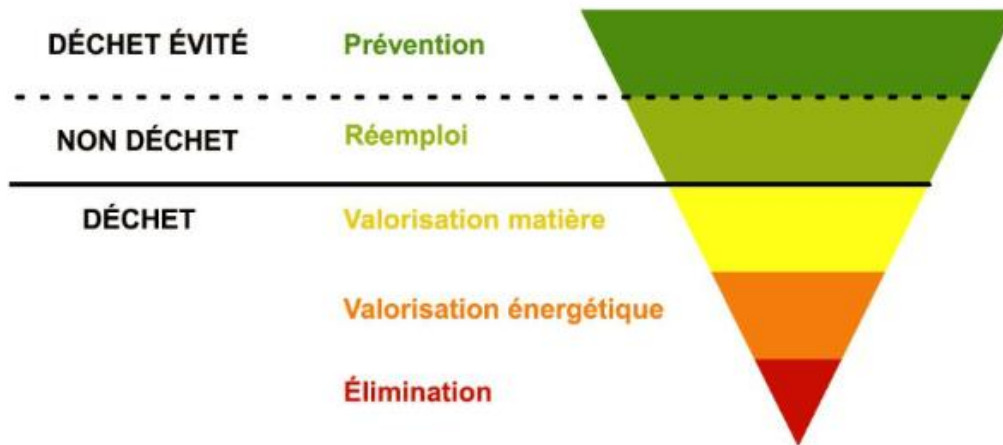 DÉCHET ÉVITÉ Prévention
NON DÉCHET Réemploi
DÉCHET Valorisation matière
Valorisation énergétique
Élimination